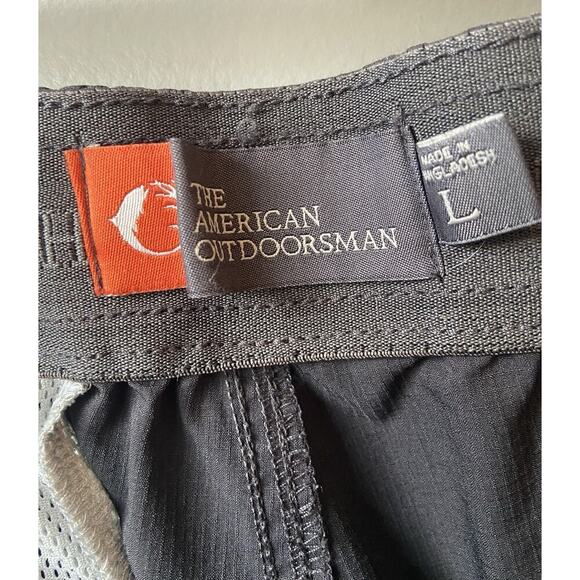 THE
AMERICAN
OUTDOORSMAN
MADE IN
L